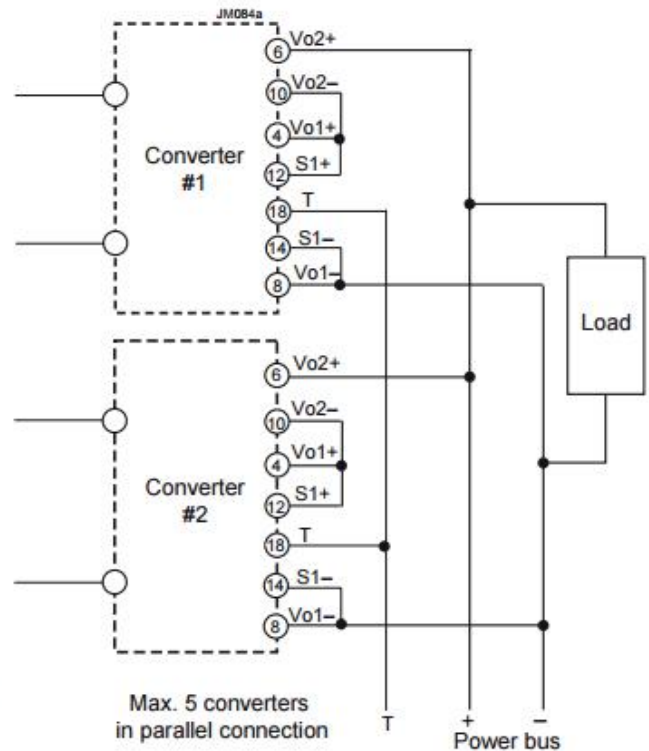 JM084a
6 Vo2+
10 Vo2–
4 Vo1+
12 S1+
Converter
#1
18 T
14 S1–
8 Vo1–
Load
6 Vo2+
10 Vo2–
4 Vo1+
12 S1+
Converter
#2
18 T
14 S1–
8 Vo1–
Max. 5 converters
in parallel connection
T + –
Power bus